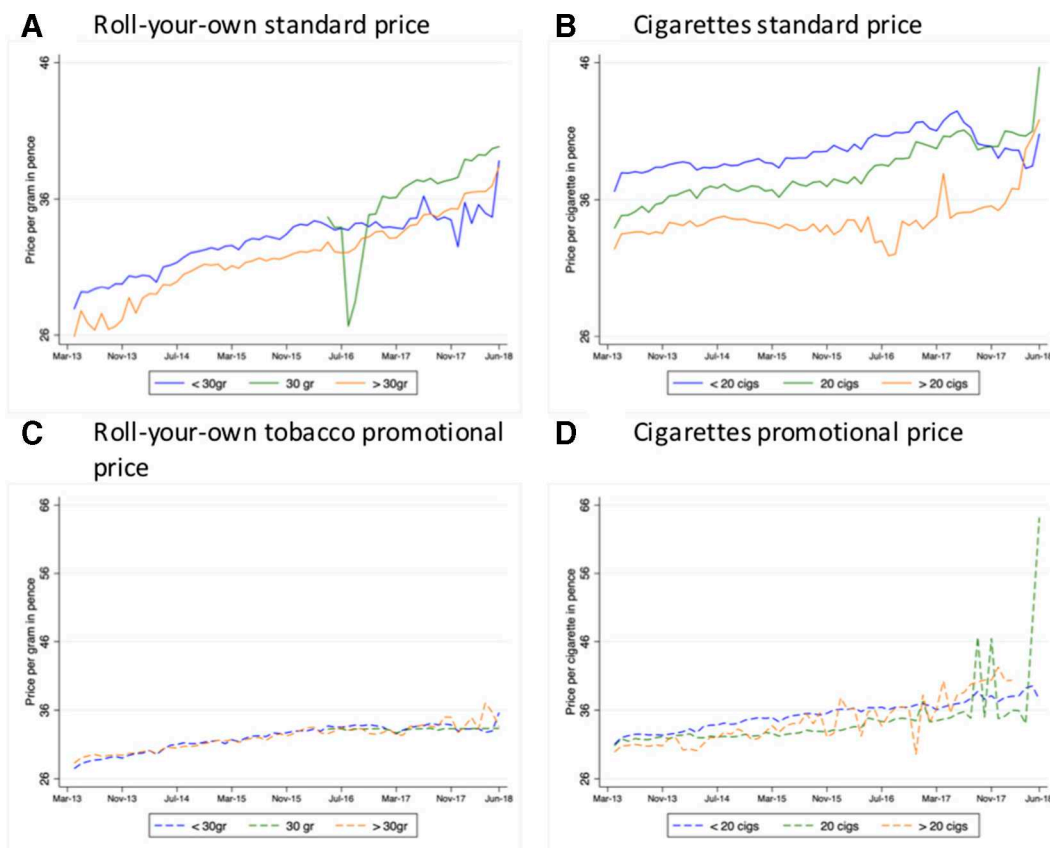 A Roll-your-own standard price
46
36
26
Price per gram in pence
Mar-13 Nov-13 Jul-14 Mar-15 Nov-15 Jul-16 Mar-17 Nov-17 Jun-18
< 30gr 30 gr > 30gr
B Cigarettes standard price
46
36
26
Price per cigarette in pence
Mar-13 Nov-13 Jul-14 Mar-15 Nov-15 Jul-16 Mar-17 Nov-17 Jun-18
< 20 cigs 20 cigs > 20 cigs
C Roll-your-own tobacco promotional
price
66
56
46
36
26
Price per gram in pence
Mar-13 Nov-13 Jul-14 Mar-15 Nov-15 Jul-16 Mar-17 Nov-17 Jun-18
< 30gr 30 gr > 30gr
D Cigarettes promotional price
66
56
46
36
26
Price per cigarette in pence
Mar-13 Nov-13 Jul-14 Mar-15 Nov-15 Jul-16 Mar-17 Nov-17 Jun-18
< 20 cigs 20 cigs > 20 cigs